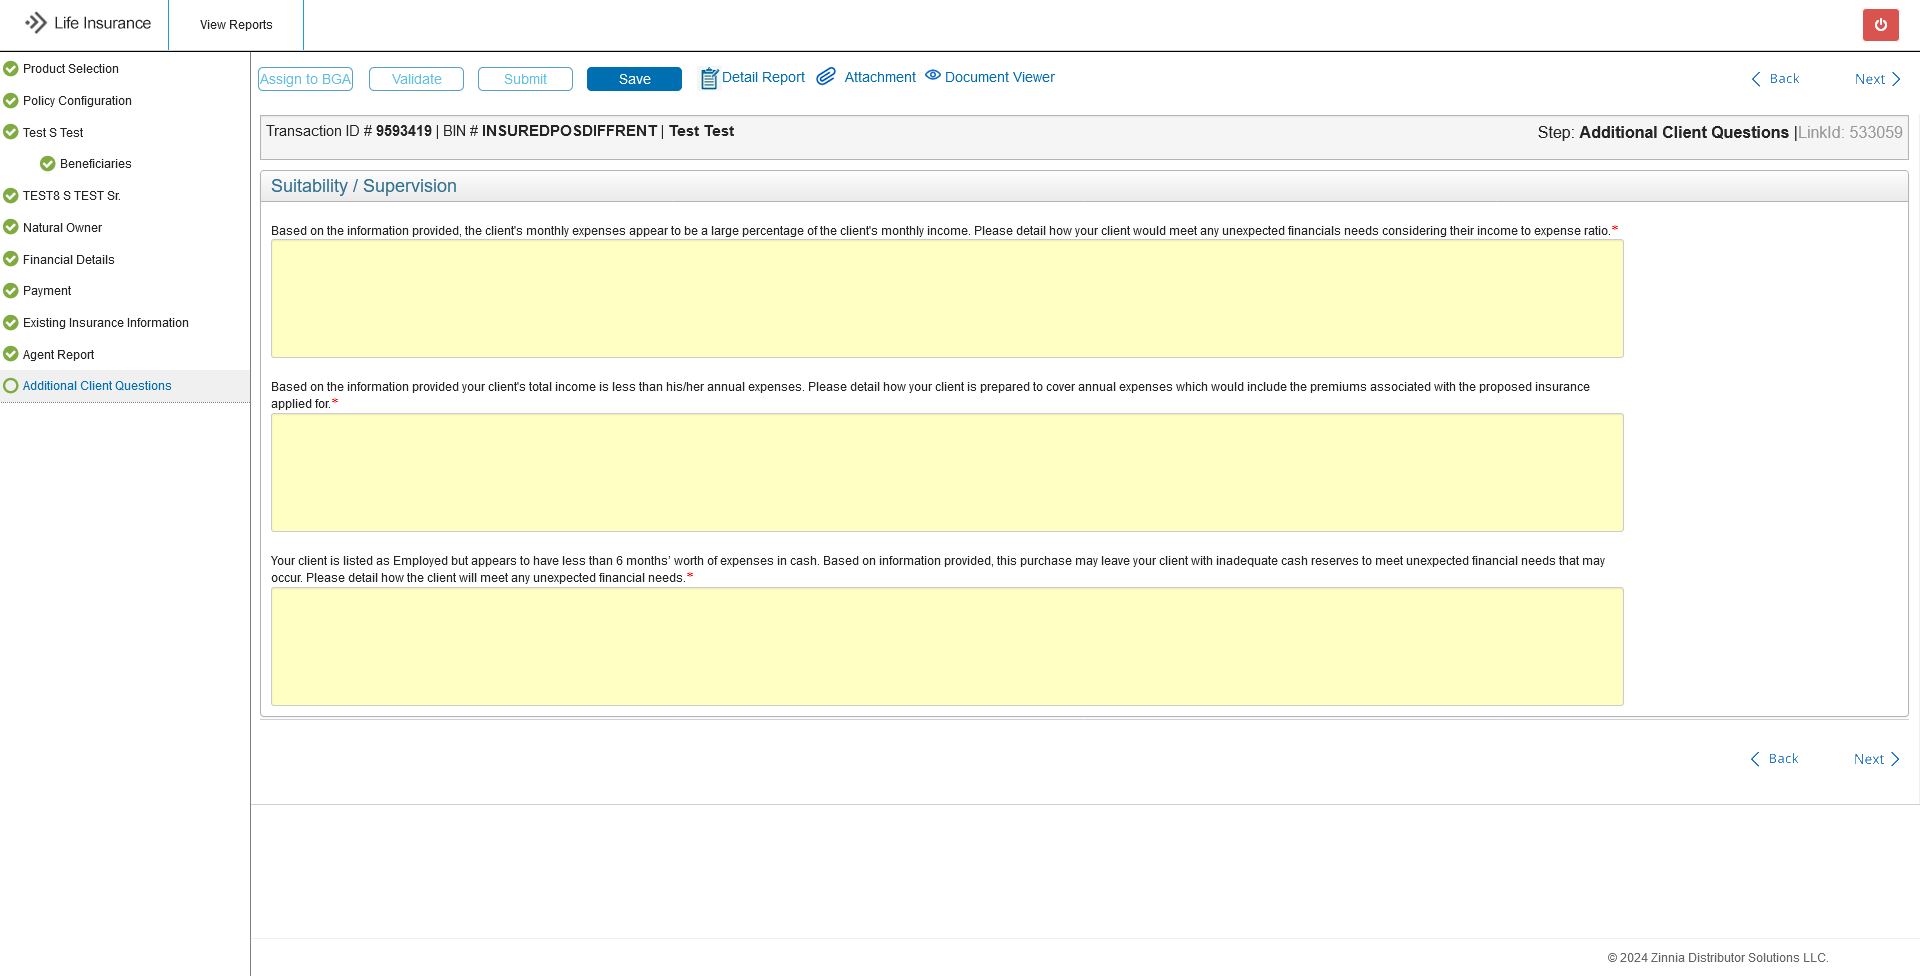 Life Insurance
View Reports
Product Selection
Policy Configuration
Test S Test
Beneficiaries
TEST8 S TEST Sr.
Natural Owner
Financial Details
Payment
Existing Insurance Information
Agent Report
Additional Client Questions
Assign to BGA Validate Submit Save Detail Report Attachment Document Viewer Back Next
Transaction ID # 9593419 | BIN # INSUREDPOSDIFFRENT | Test Test
Step: Additional Client Questions |LinkId: 533059
Suitability / Supervision
Based on the information provided, the client's monthly expenses appear to be a large percentage of the client's monthly income. Please detail how your client would meet any unexpected financials needs considering their income to expense ratio.*
Based on the information provided your client's total income is less than his/her annual expenses. Please detail how your client is prepared to cover annual expenses which would include the premiums associated with the proposed insurance
applied for.*
Your client is listed as Employed but appears to have less than 6 months' worth of expenses in cash. Based on information provided, this purchase may leave your client with inadequate cash reserves to meet unexpected financial needs that may
occur. Please detail how the client will meet any unexpected financial needs.*
Back Next
© 2024 Zinnia Distributor Solutions LLC.